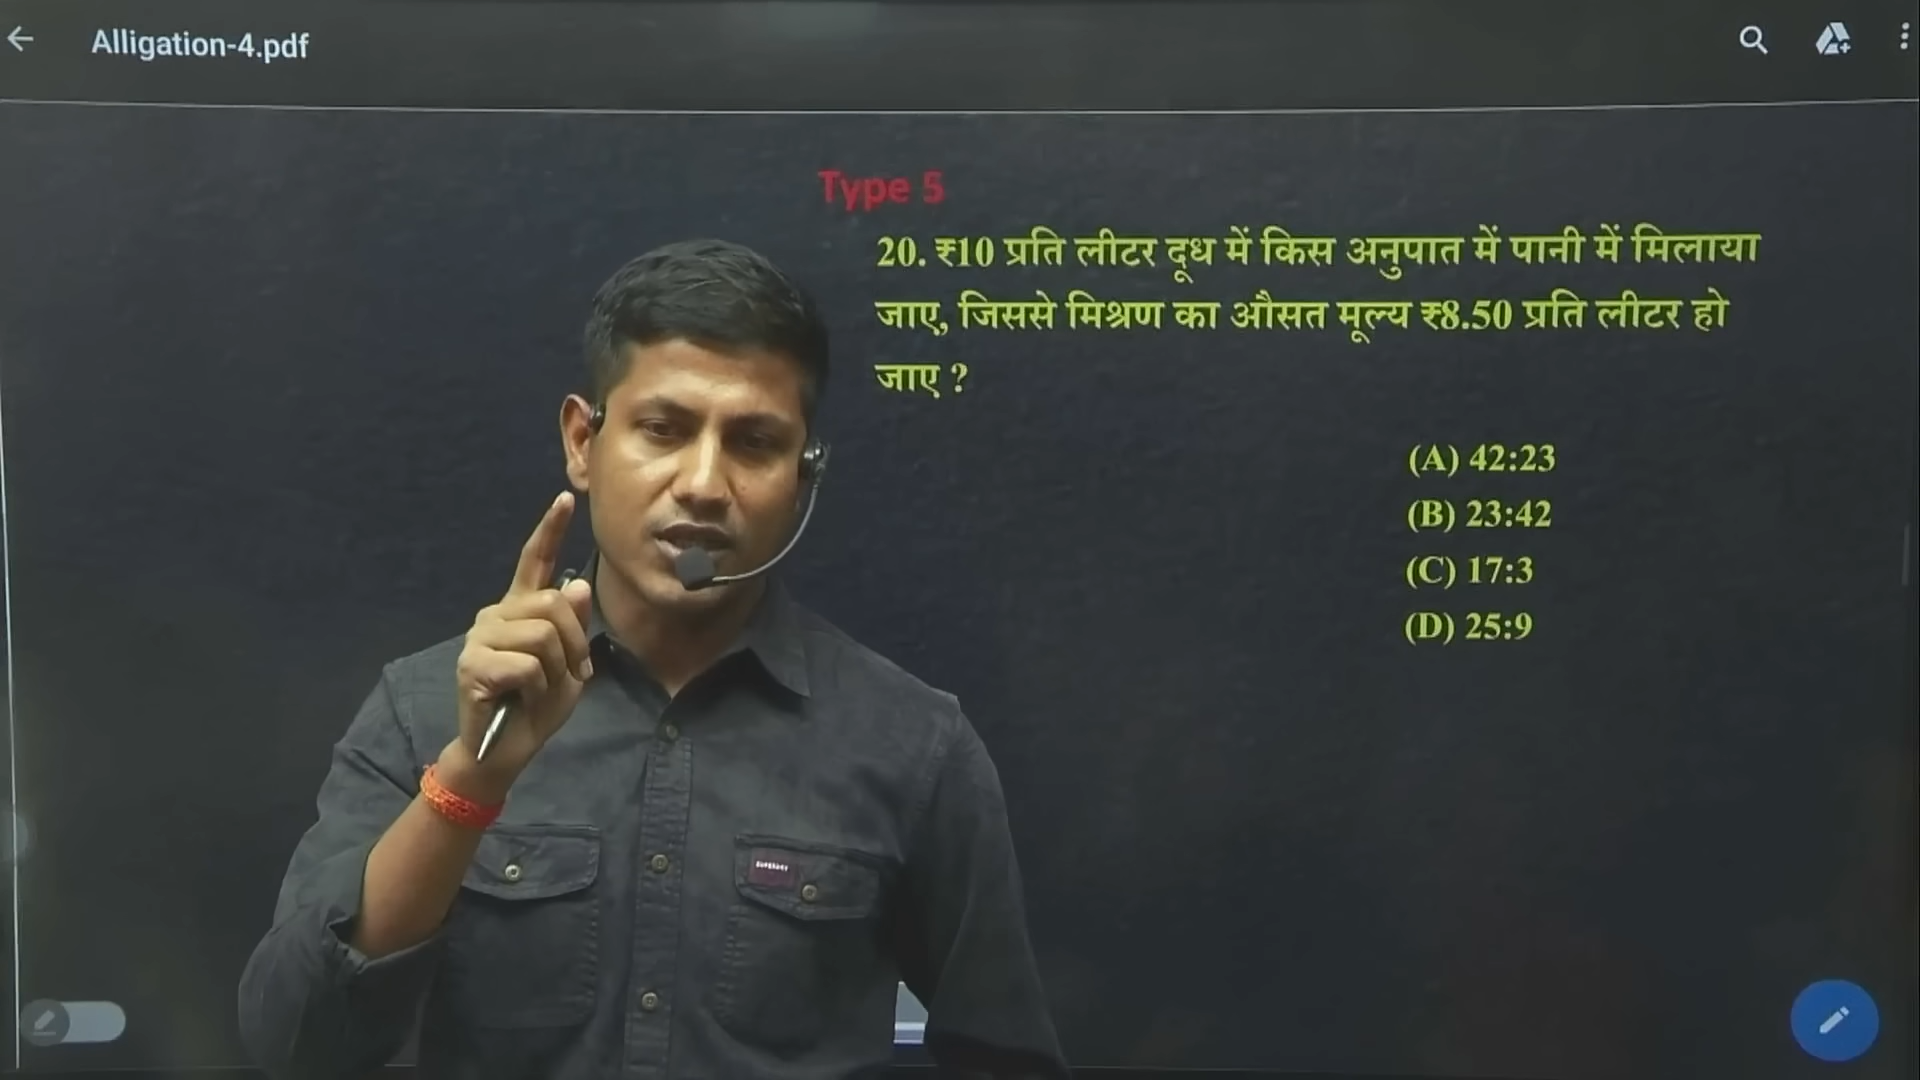 Alligation-4.pdf
Type 5
20. ₹10 प्रति लीटर दूध में किस अनुपात में पानी में मिलाया
जाए, जिससे मिश्रण का औसत मूल्य ₹8.50 प्रति लीटर हो
जाए ?
(A) 42:23
(B) 23:42
(C) 17:3
(D) 25:9